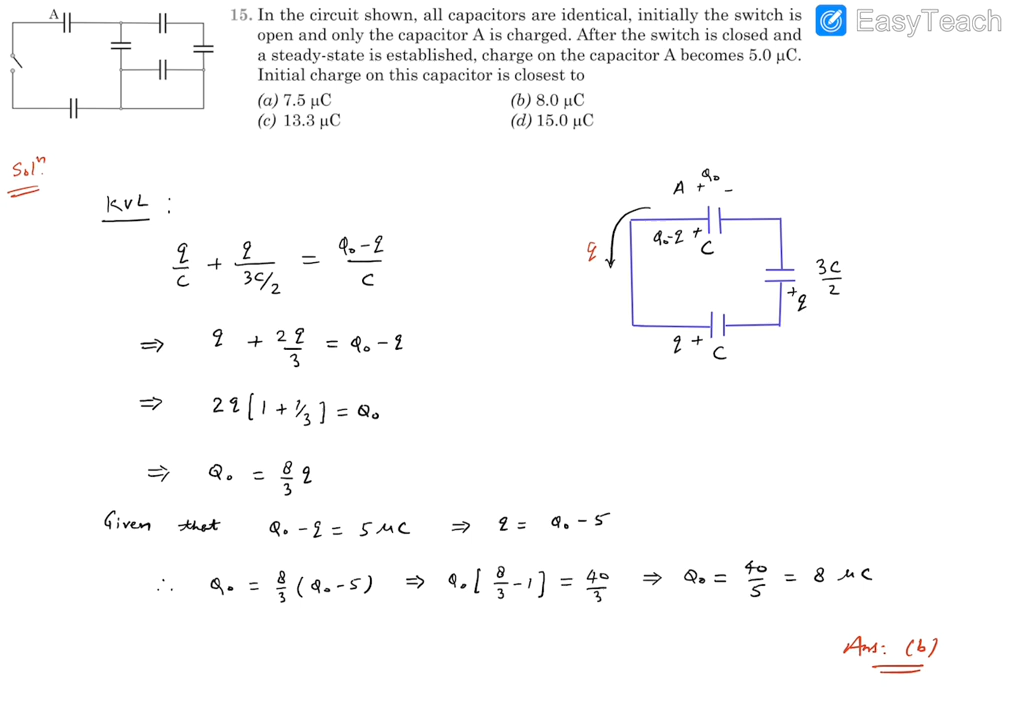 A
15. In the circuit shown, all capacitors are identical, initially the switch is
open and only the capacitor A is charged. After the switch is closed and
a steady-state is established, charge on the capacitor A becomes 5.0 μC.
Initial charge on this capacitor is closest to
(a) 7.5 μC (b) 8.0 μC
(c) 13.3 μC (d) 15.0 μC
EasyTeach
Solⁿ.
KVL :
q/C + q/(3C/2) = (Q₀-q)/C
⇒ q + 2q/3 = Q₀-q
⇒ 2q[1 + 1/3] = Q₀
⇒ Q₀ = 8/3 q
Given that Q₀-q = 5 μC ⇒ q = Q₀-5
∴ Q₀ = 8/3 (Q₀-5) ⇒ Q₀[8/3 -1] = 40/3 ⇒ Q₀ = 40/5 = 8 μC
Ans: (b)
A + Q₀ -
Q₀-q + C
q
3C/2
+q
q + C